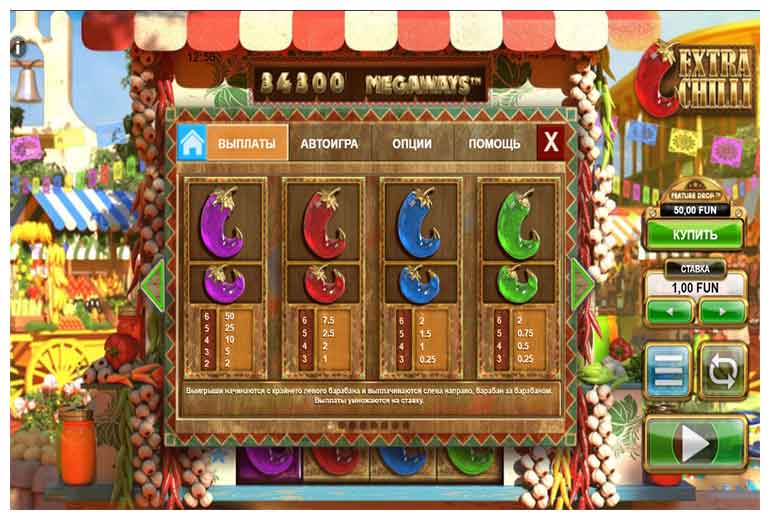 i
12:56
34300 MEGAWAYS™
EXTRA
CHILLI
ВЫПЛАТЫ
АВТОИГРА
ОПЦИИ
ПОМОЩЬ
X
FEATURE DROP™
50,00 FUN
КУПИТЬ
СТАВКА
1,00 FUN
6 50
5 25
4 10
3 5
2 2
6 7.5
5 2.5
4 2
3 1
6 2
5 1.5
4 1
3 0.25
6 2
5 0.75
4 0.5
3 0.25
Выигрыши начинаются с крайнего левого барабана и выплачиваются слева направо, барабан за барабаном.
Выплаты умножаются на ставку.